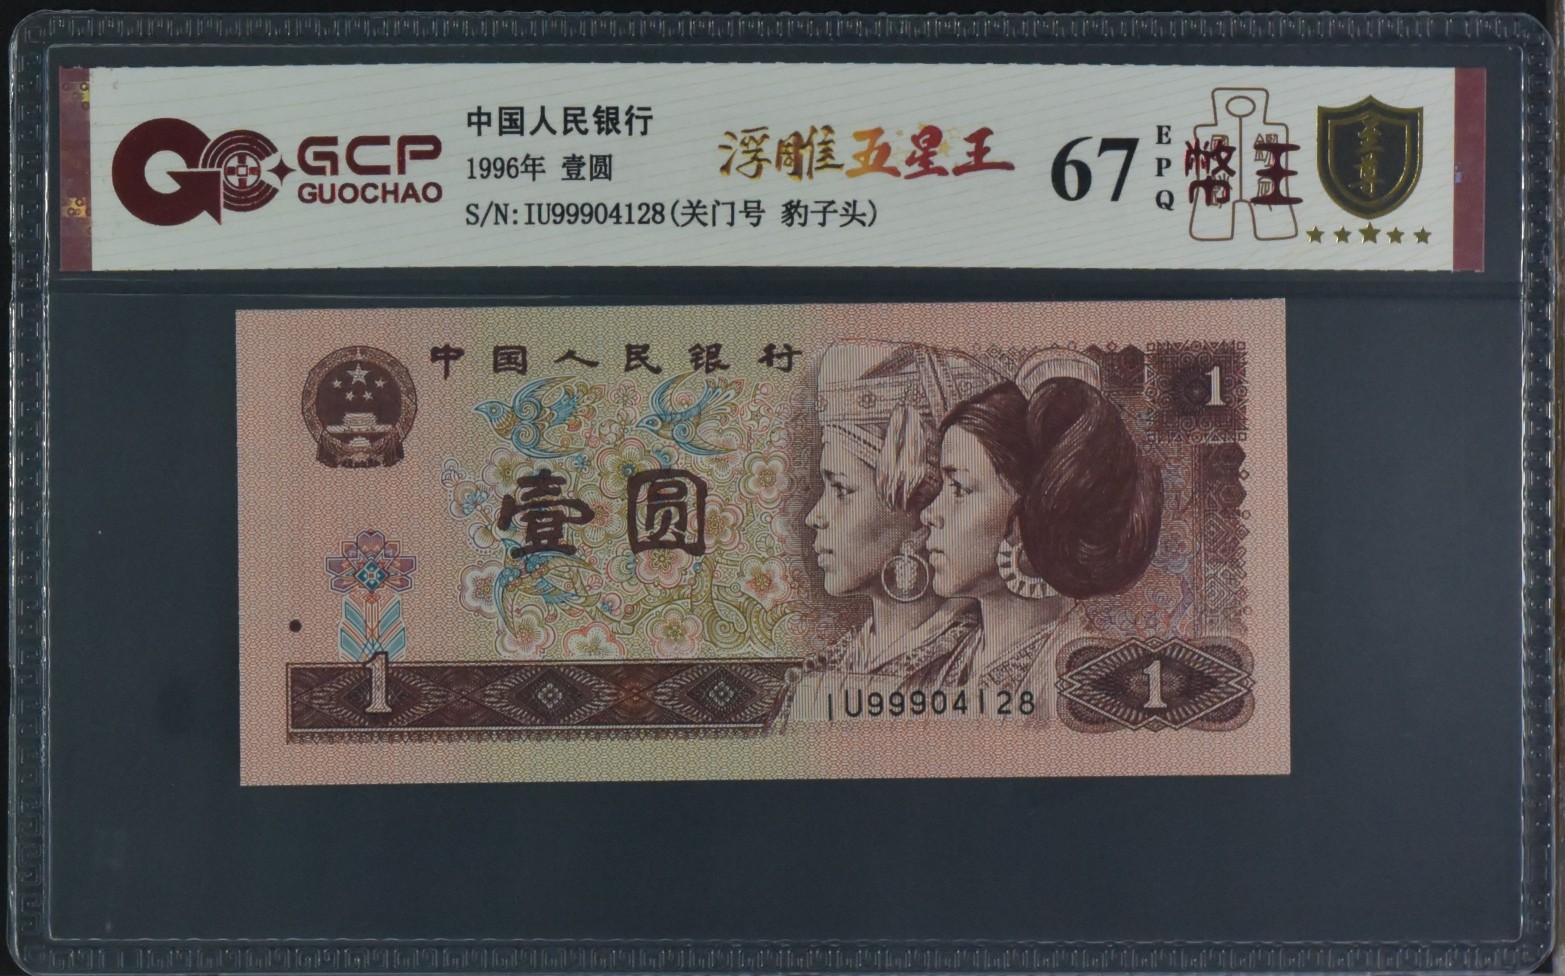 GCP
GUOCHAO
中国人民银行
1996年 壹圆
S/N:IU99904128(关门号 豹子头)
浮雕五星王
67
EPQ
至尊
中国人民银行
1
壹圆
1
IU99904128
1